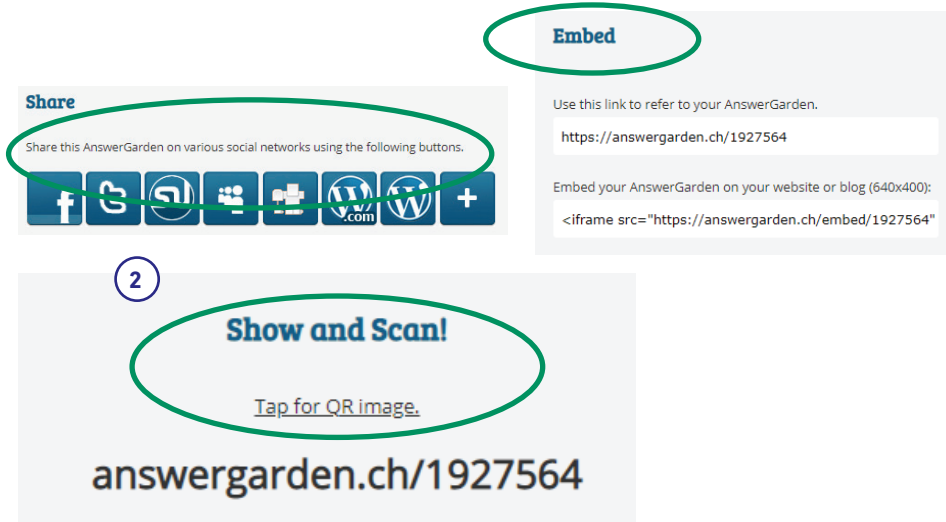 Share
Share this AnswerGarden on various social networks using the following buttons.
.com
Embed
Use this link to refer to your AnswerGarden.
https://answergarden.ch/1927564
Embed your AnswerGarden on your website or blog (640x400):
<iframe src="https://answergarden.ch/embed/1927564"
2
Show and Scan!
Tap for QR image.
answergarden.ch/1927564